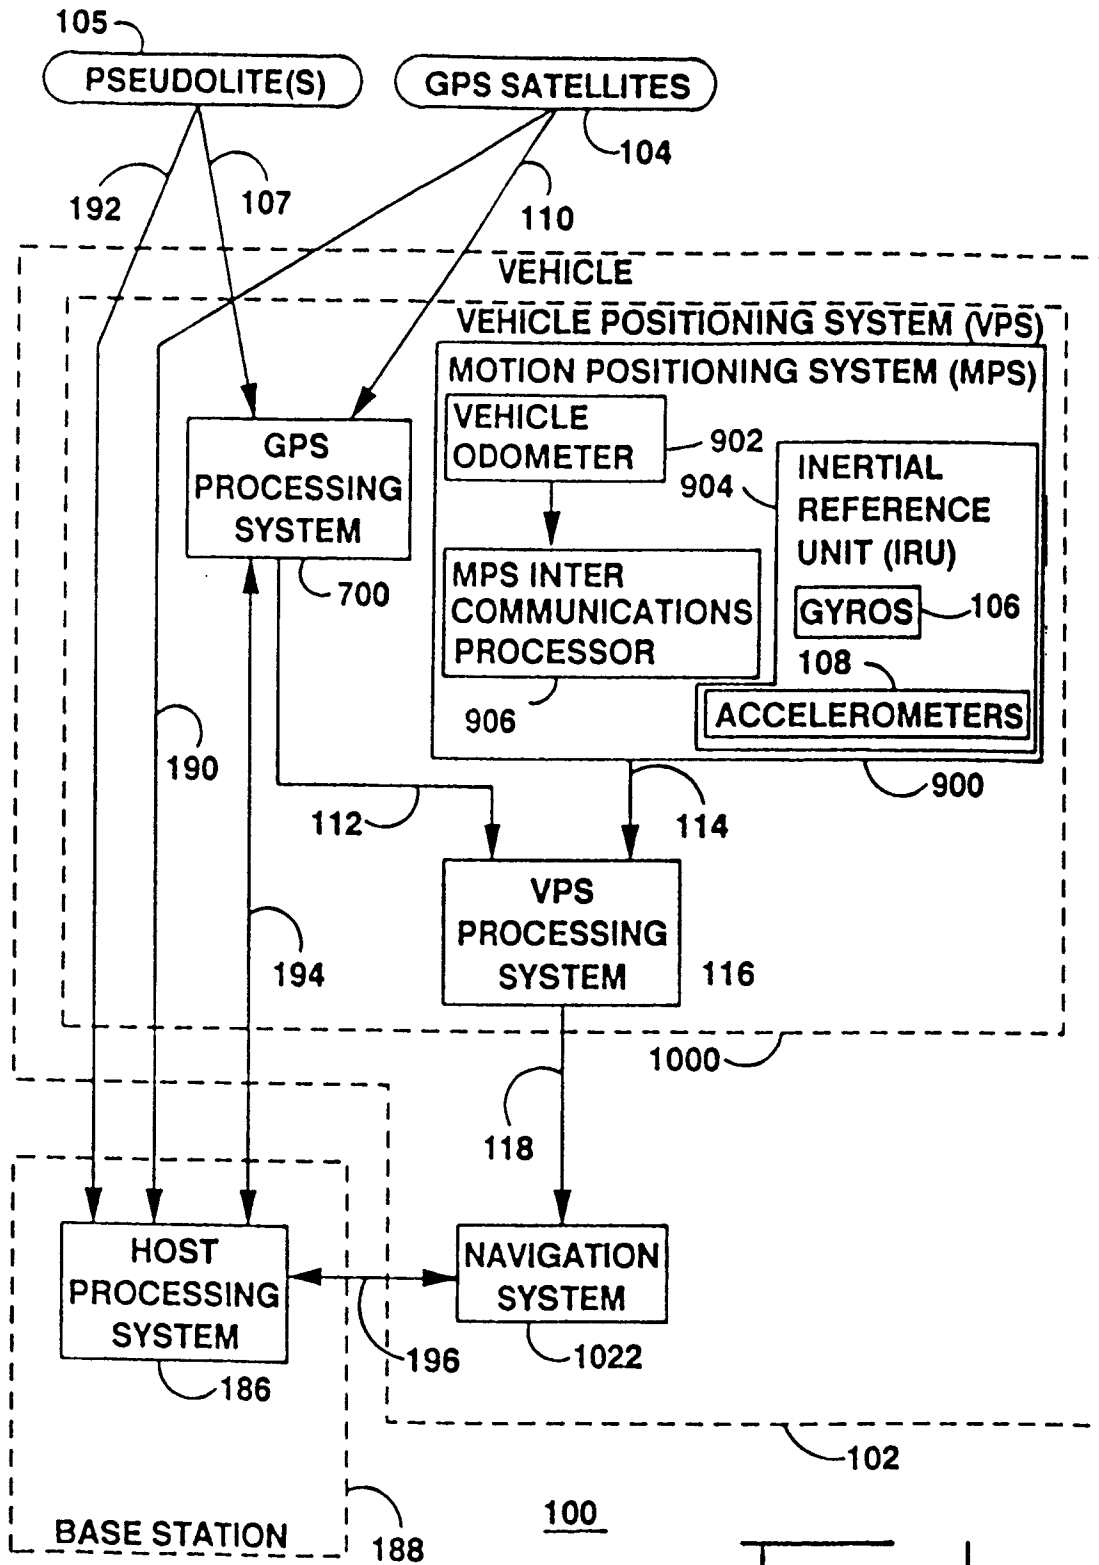 105
PSEUDOLITE(S)
GPS SATELLITES
104
192
107
110
VEHICLE
VEHICLE POSITIONING SYSTEM (VPS)
MOTION POSITIONING SYSTEM (MPS)
VEHICLE
ODOMETER
902
904
INERTIAL
REFERENCE
UNIT (IRU)
GPS
PROCESSING
SYSTEM
700
MPS INTER
COMMUNICATIONS
PROCESSOR
906
GYROS
106
108
ACCELEROMETERS
190
900
112
114
VPS
PROCESSING
SYSTEM
116
194
1000
118
HOST
PROCESSING
SYSTEM
186
NAVIGATION
SYSTEM
196
1022
102
100
BASE STATION
188